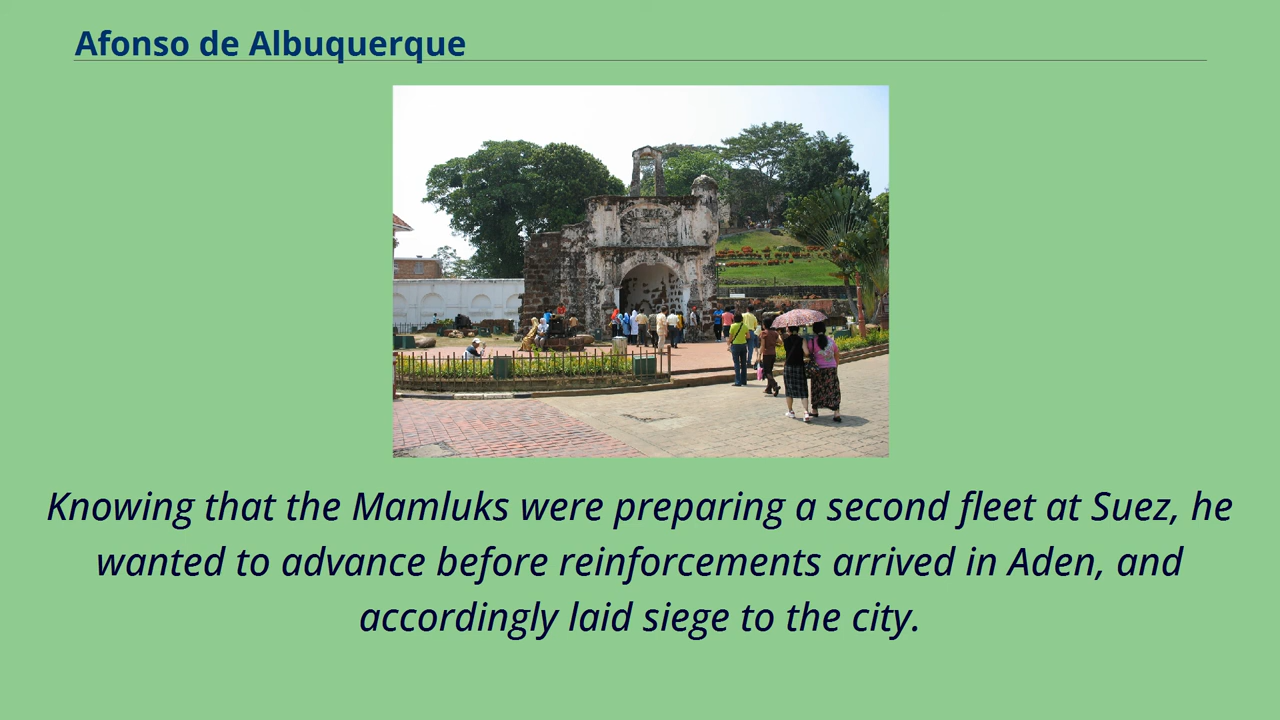 Afonso de Albuquerque
Knowing that the Mamluks were preparing a second fleet at Suez, he
wanted to advance before reinforcements arrived in Aden, and
accordingly laid siege to the city.